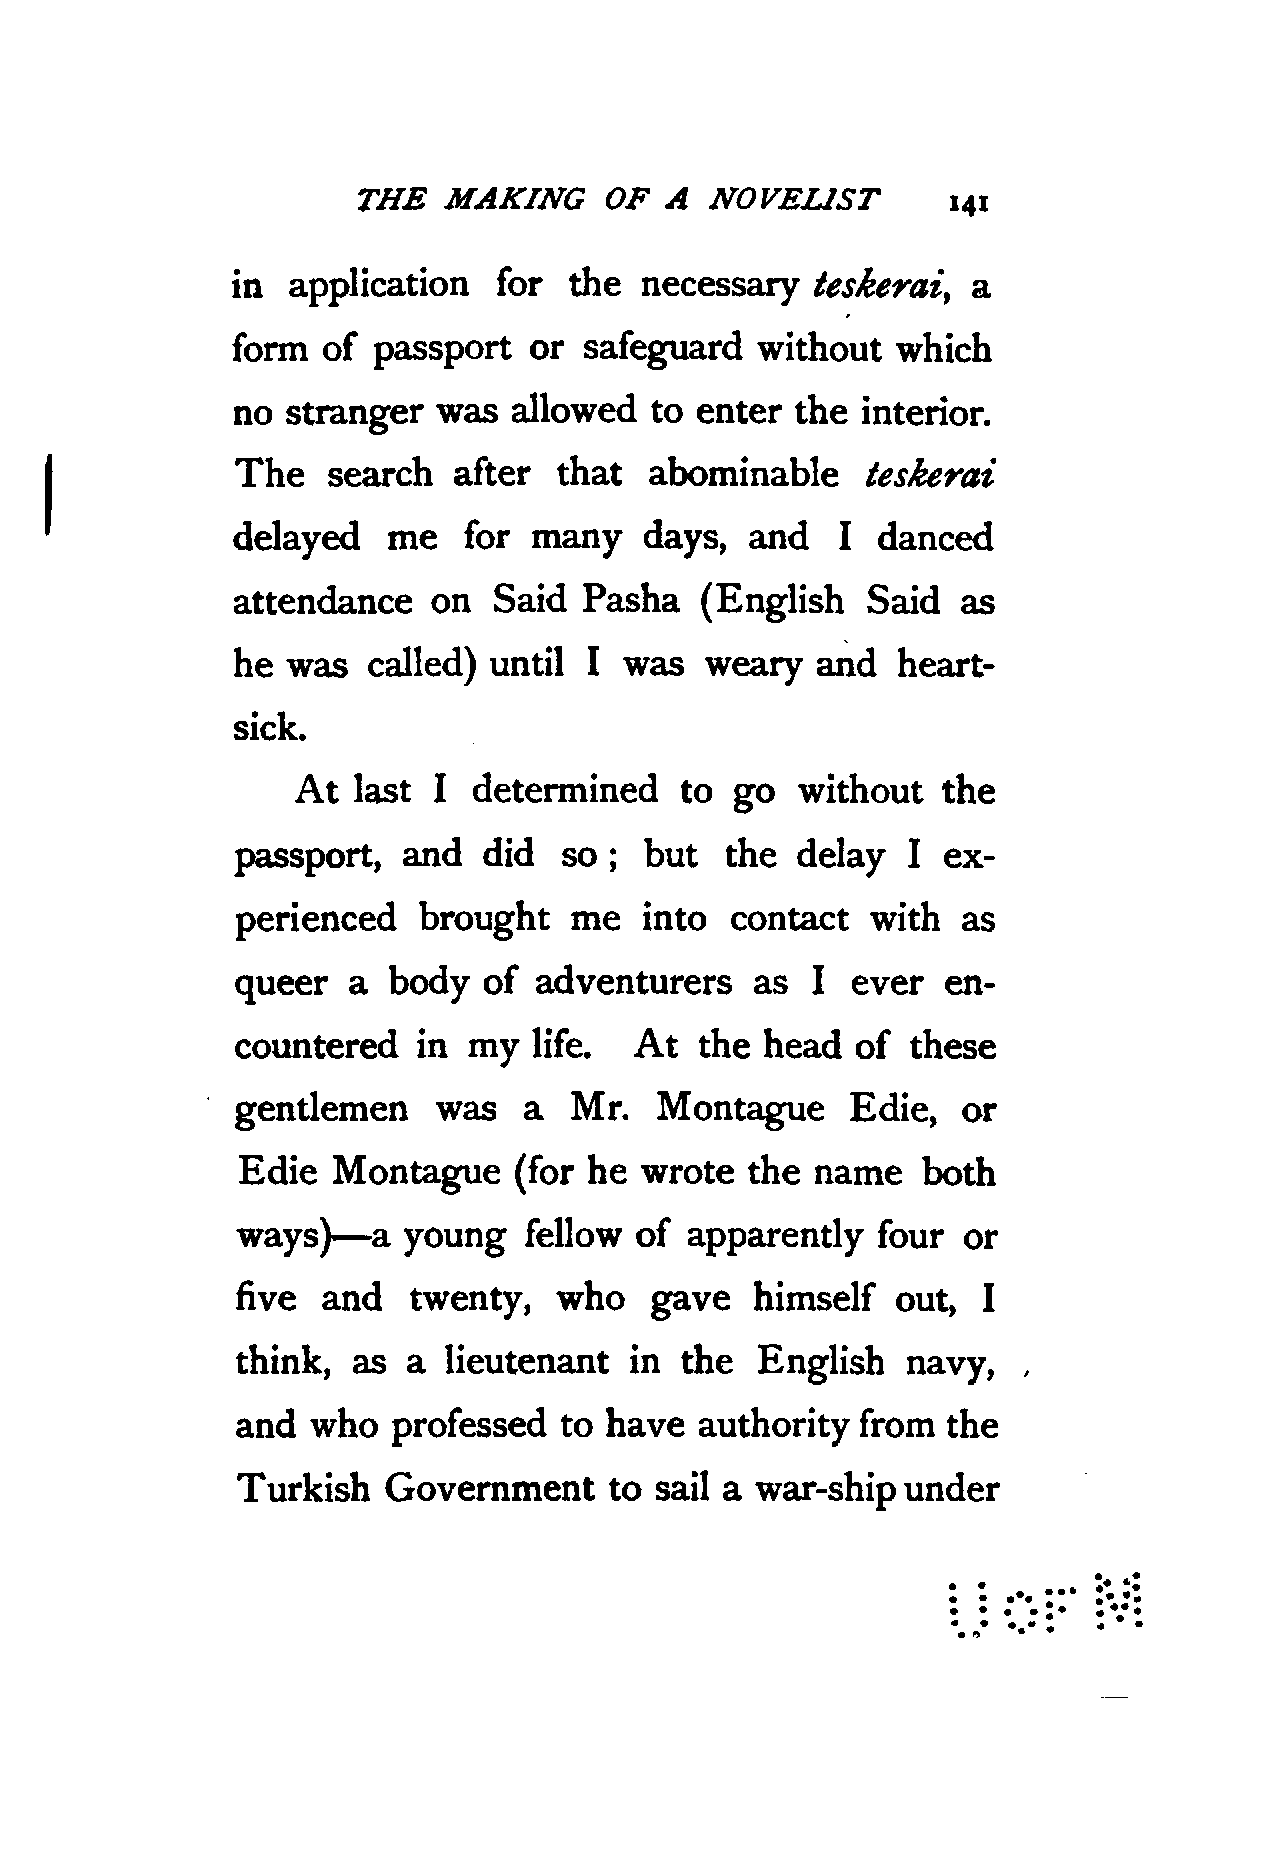 THE MAKING OF A NOVELIST 141
in application for the necessary teskerai, a
form of passport or safeguard without which
no stranger was allowed to enter the interior.
The search after that abominable teskerai
delayed me for many days, and I danced
attendance on Said Pasha (English Said as
he was called) until I was weary and heart-
sick.
At last I determined to go without the
passport, and did so ; but the delay I ex-
perienced brought me into contact with as
queer a body of adventurers as I ever en-
countered in my life. At the head of these
gentlemen was a Mr. Montague Edie, or
Edie Montague (for he wrote the name both
ways)—a young fellow of apparently four or
five and twenty, who gave himself out, I
think, as a lieutenant in the English navy,
and who professed to have authority from the
Turkish Government to sail a war-ship under
U OF M